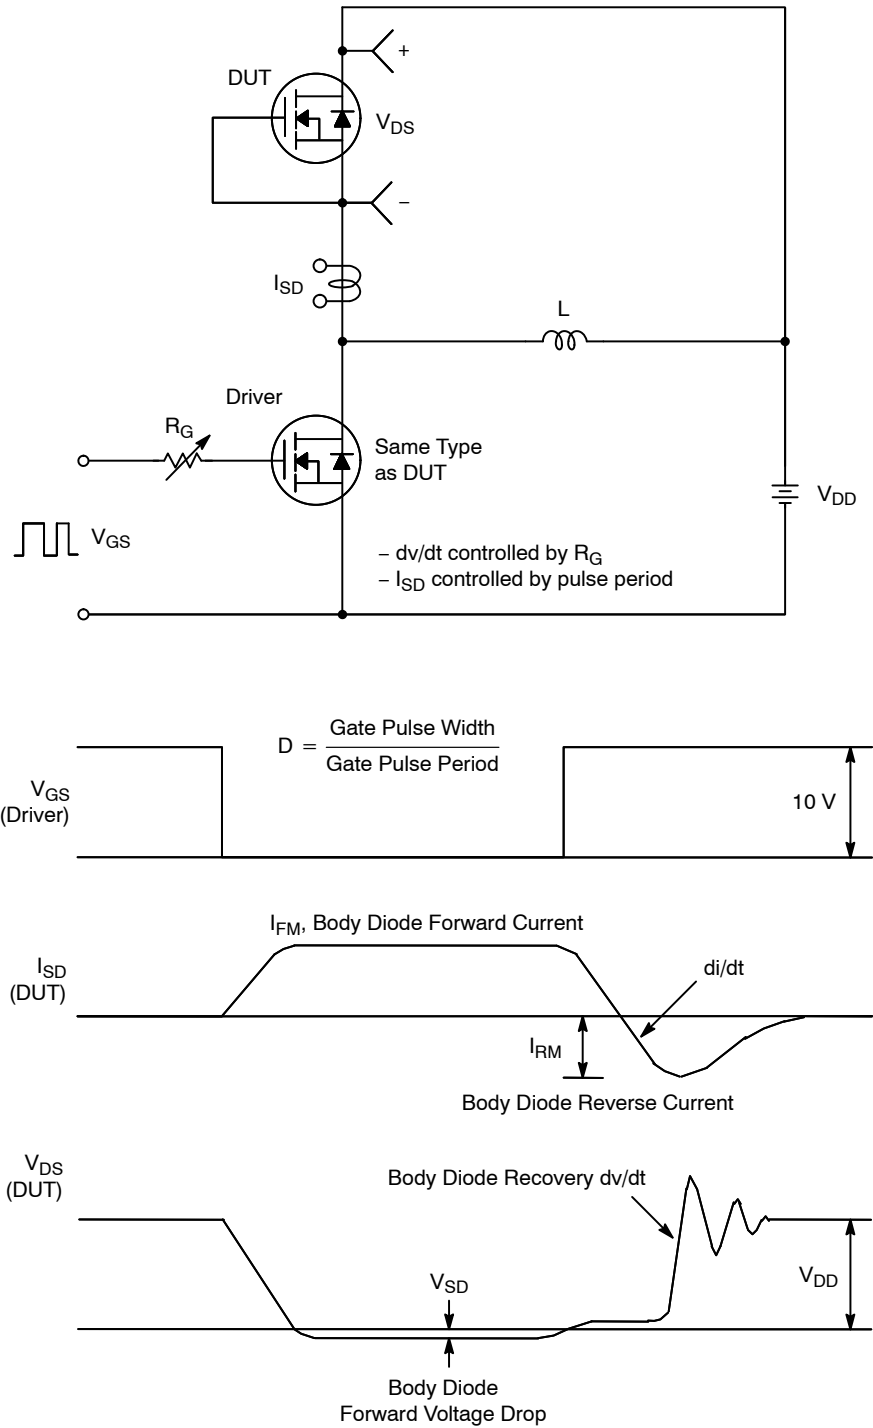 +
DUT
V_DS
−
I_SD
L
Driver
R_G
Same Type
as DUT
V_DD
V_GS
− dv/dt controlled by R_G
− I_SD controlled by pulse period
D = Gate Pulse Width
Gate Pulse Period
V_GS
(Driver)
10 V
I_FM, Body Diode Forward Current
I_SD
(DUT)
di/dt
I_RM
Body Diode Reverse Current
V_DS
(DUT)
Body Diode Recovery dv/dt
V_SD
V_DD
Body Diode
Forward Voltage Drop